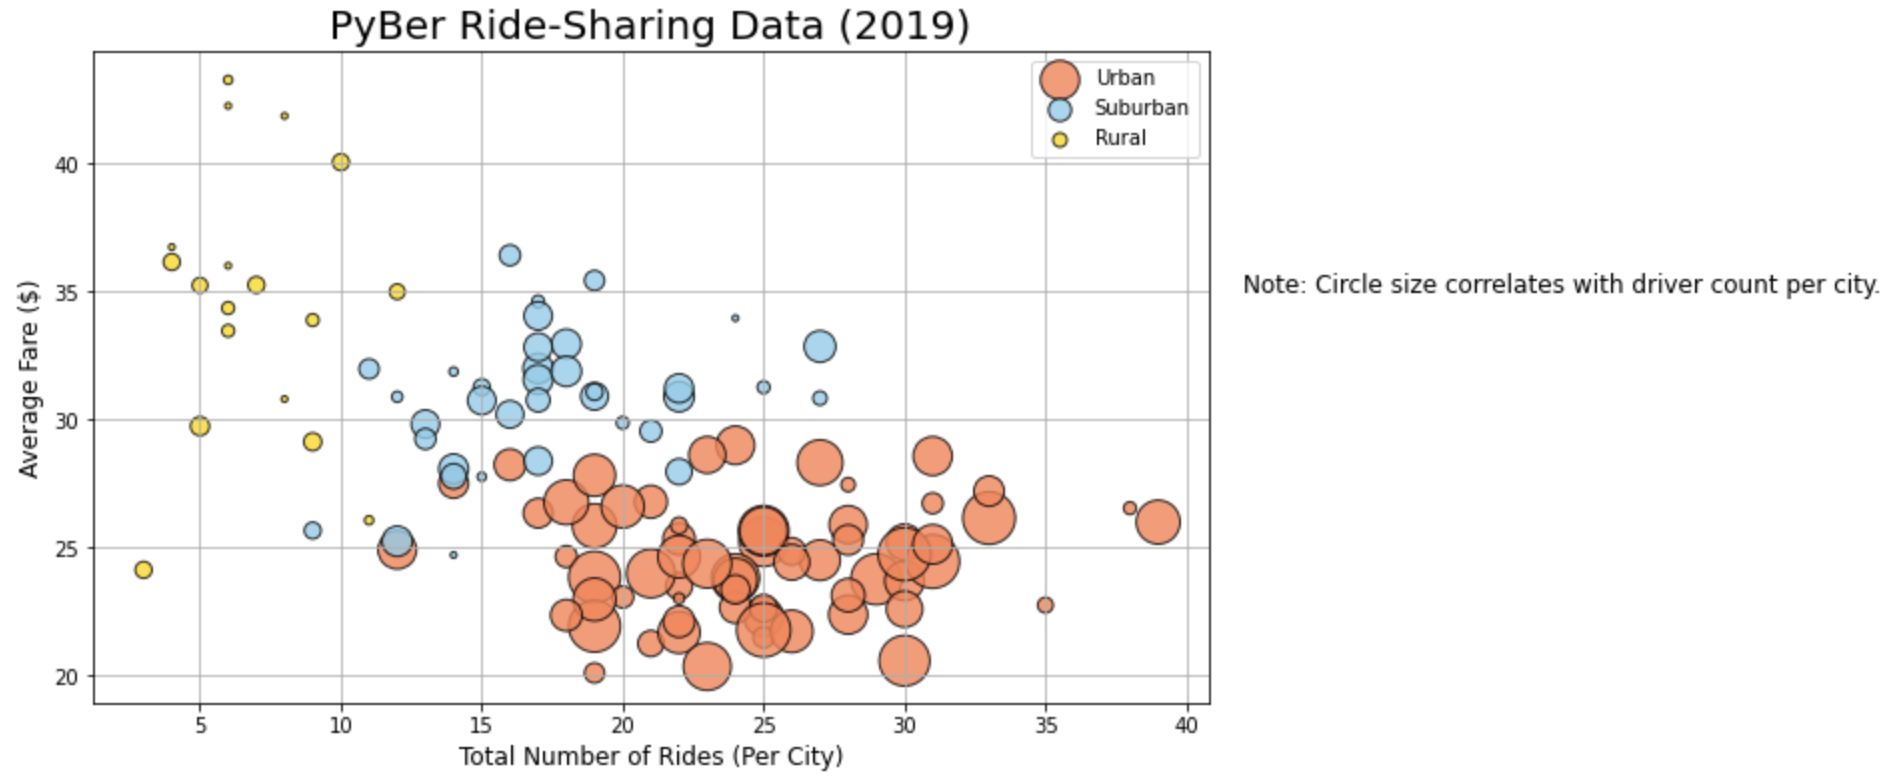 PyBer Ride-Sharing Data (2019)
Urban
Suburban
Rural
40
35
30
25
20
Average Fare ($)
5 10 15 20 25 30 35 40
Total Number of Rides (Per City)
Note: Circle size correlates with driver count per city.